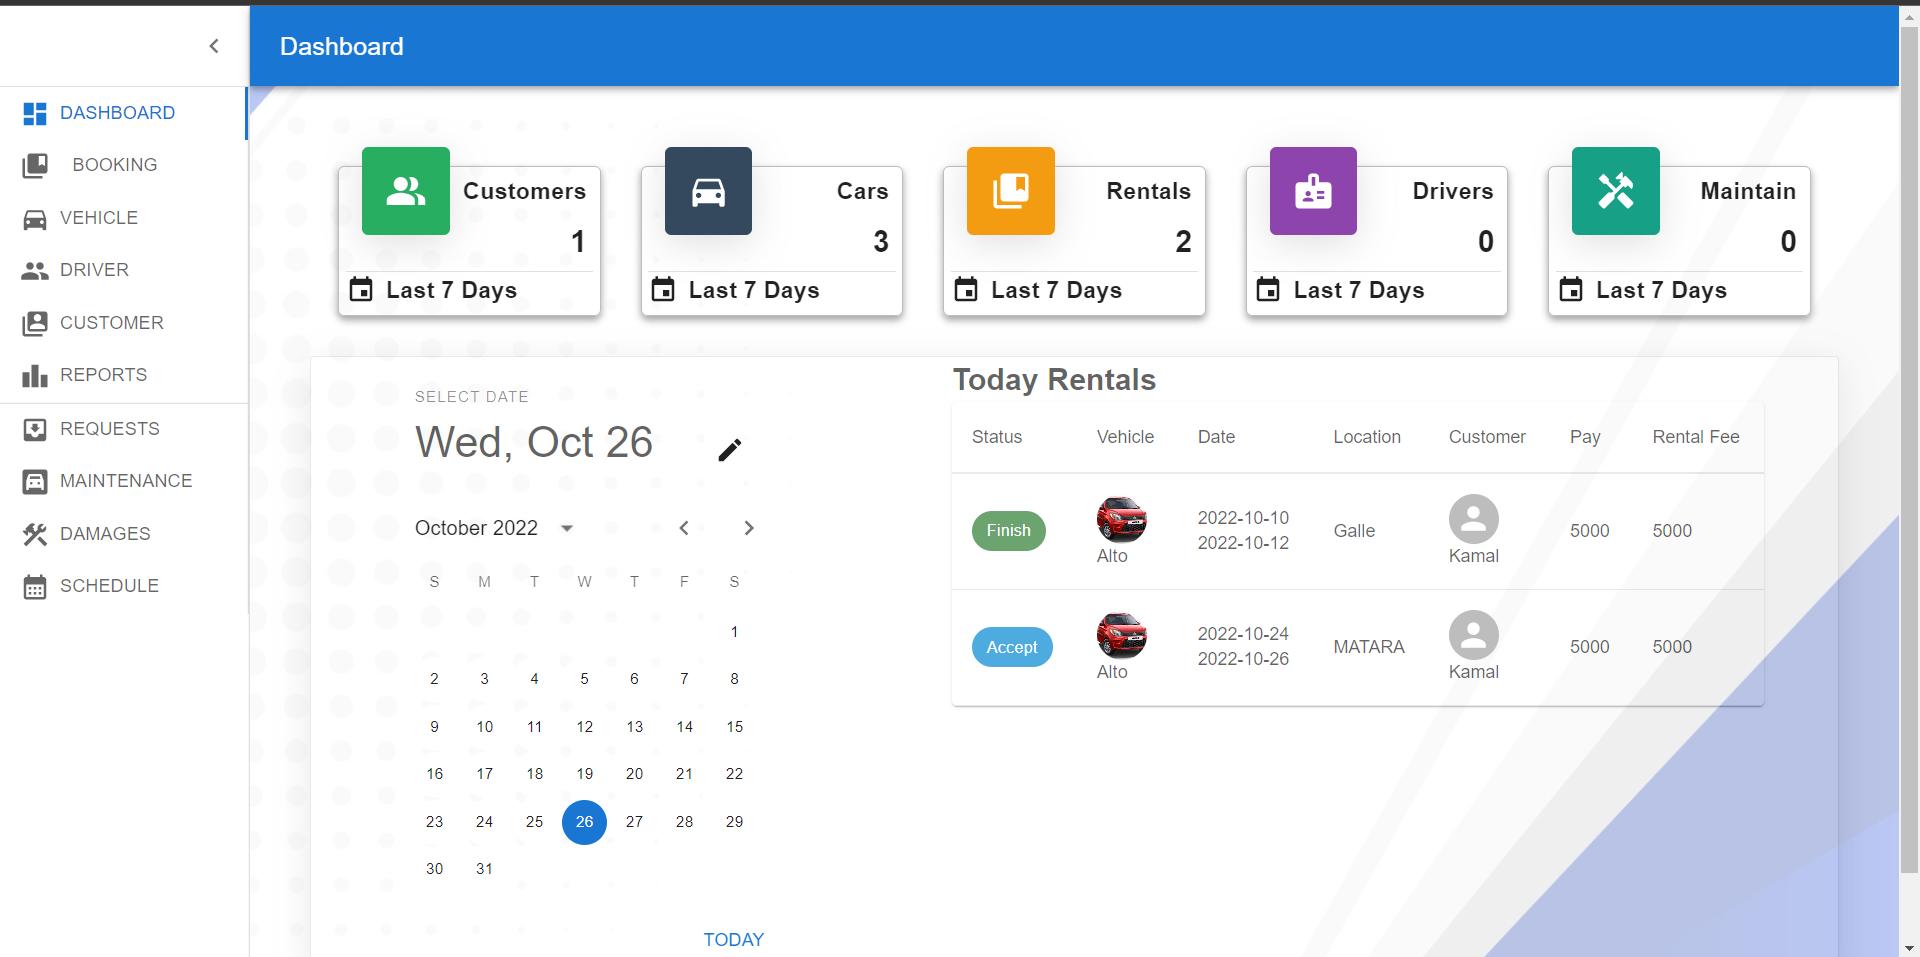 Dashboard
DASHBOARD
BOOKING
VEHICLE
DRIVER
CUSTOMER
REPORTS
REQUESTS
MAINTENANCE
DAMAGES
SCHEDULE
Customers
1
Last 7 Days
Cars
3
Last 7 Days
Rentals
2
Last 7 Days
Drivers
0
Last 7 Days
Maintain
0
Last 7 Days
SELECT DATE
Wed, Oct 26
October 2022
S M T W T F S
1
2 3 4 5 6 7 8
9 10 11 12 13 14 15
16 17 18 19 20 21 22
23 24 25 26 27 28 29
30 31
TODAY
Today Rentals
Status Vehicle Date Location Customer Pay Rental Fee
Finish Alto 2022-10-10 2022-10-12 Galle Kamal 5000 5000
Accept Alto 2022-10-24 2022-10-26 MATARA Kamal 5000 5000